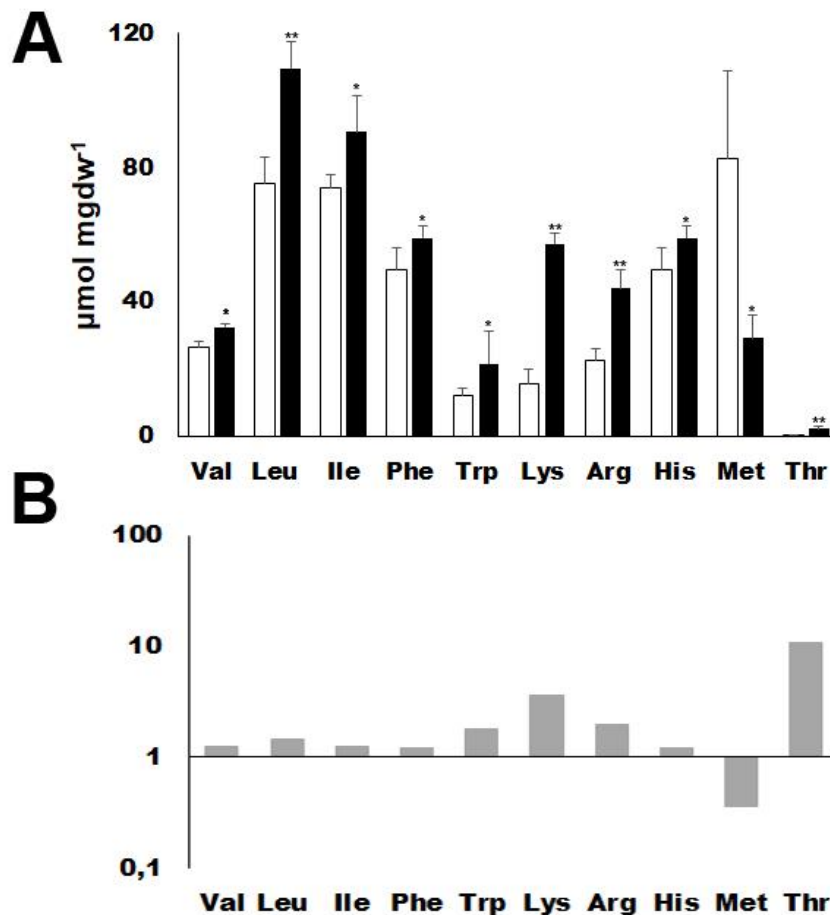 A
120
80
40
0
µmol mgdw-1
** * * * ** ** * * **
*
Val Leu Ile Phe Trp Lys Arg His Met Thr
B
100
10
1
0,1
Val Leu Ile Phe Trp Lys Arg His Met Thr